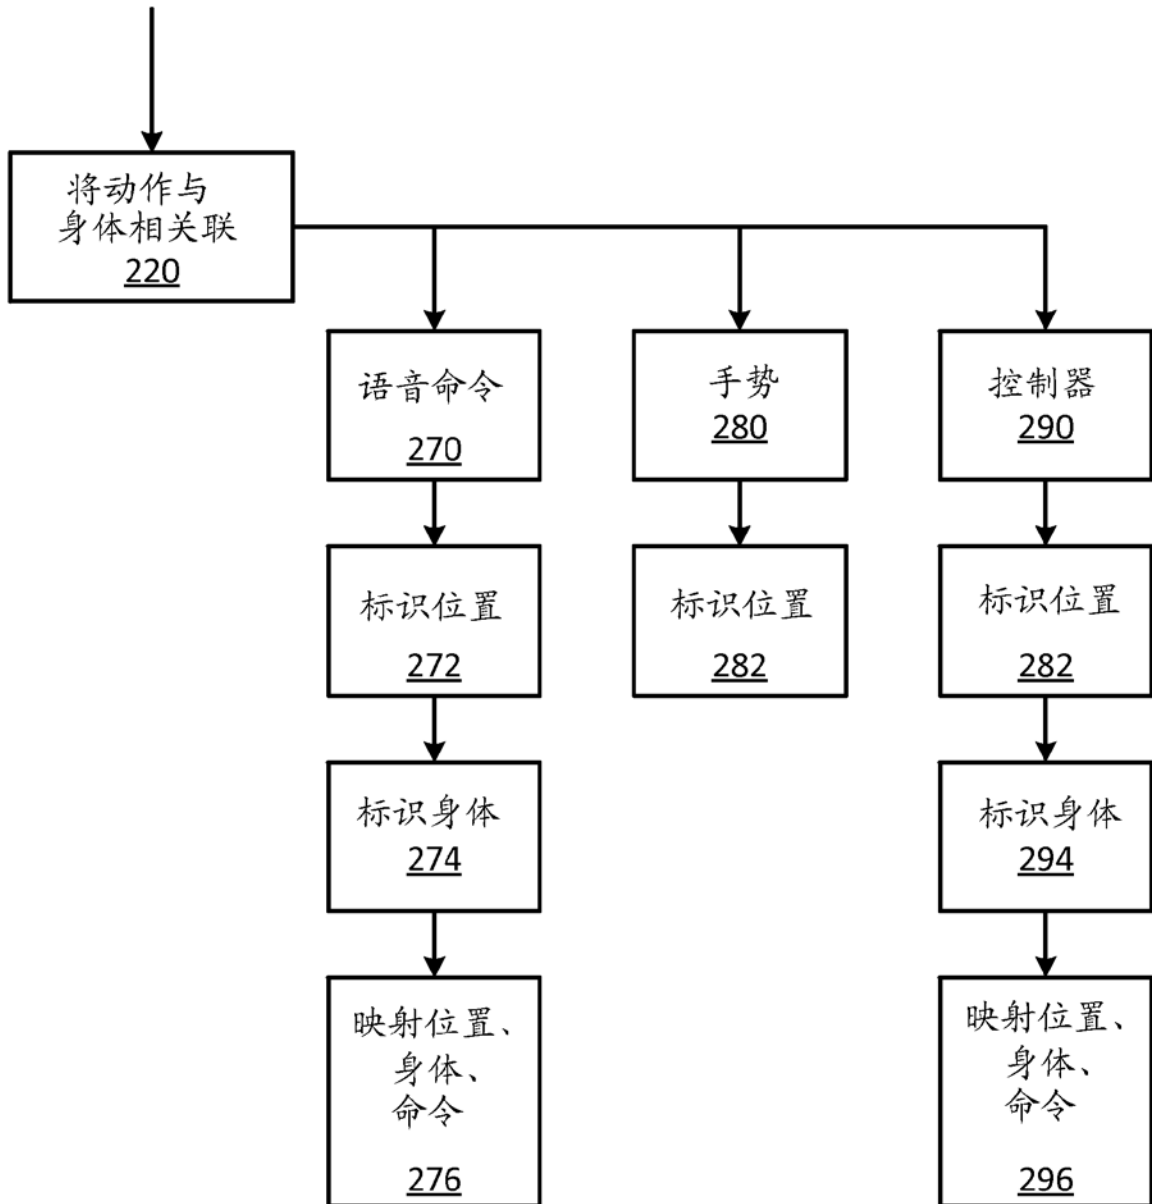 将动作与
身体相关联
220
语音命令
270
手势
280
控制器
290
标识位置
272
标识位置
282
标识位置
282
标识身体
274
标识身体
294
映射位置、
身体、
命令
276
映射位置、
身体、
命令
296